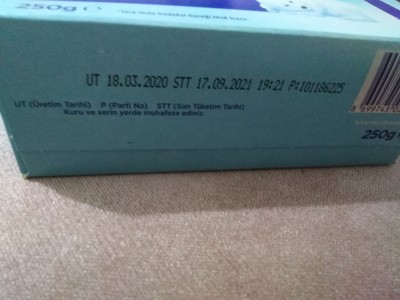 250g ℮
UT 18.03.2020 STT 17.09.2021 19:21 P:101186225
UT (Üretim Tarihi) P (Parti No) STT (Son Tüketim Tarihi)
Kuru ve serin yerde muhafaza ediniz.
250g